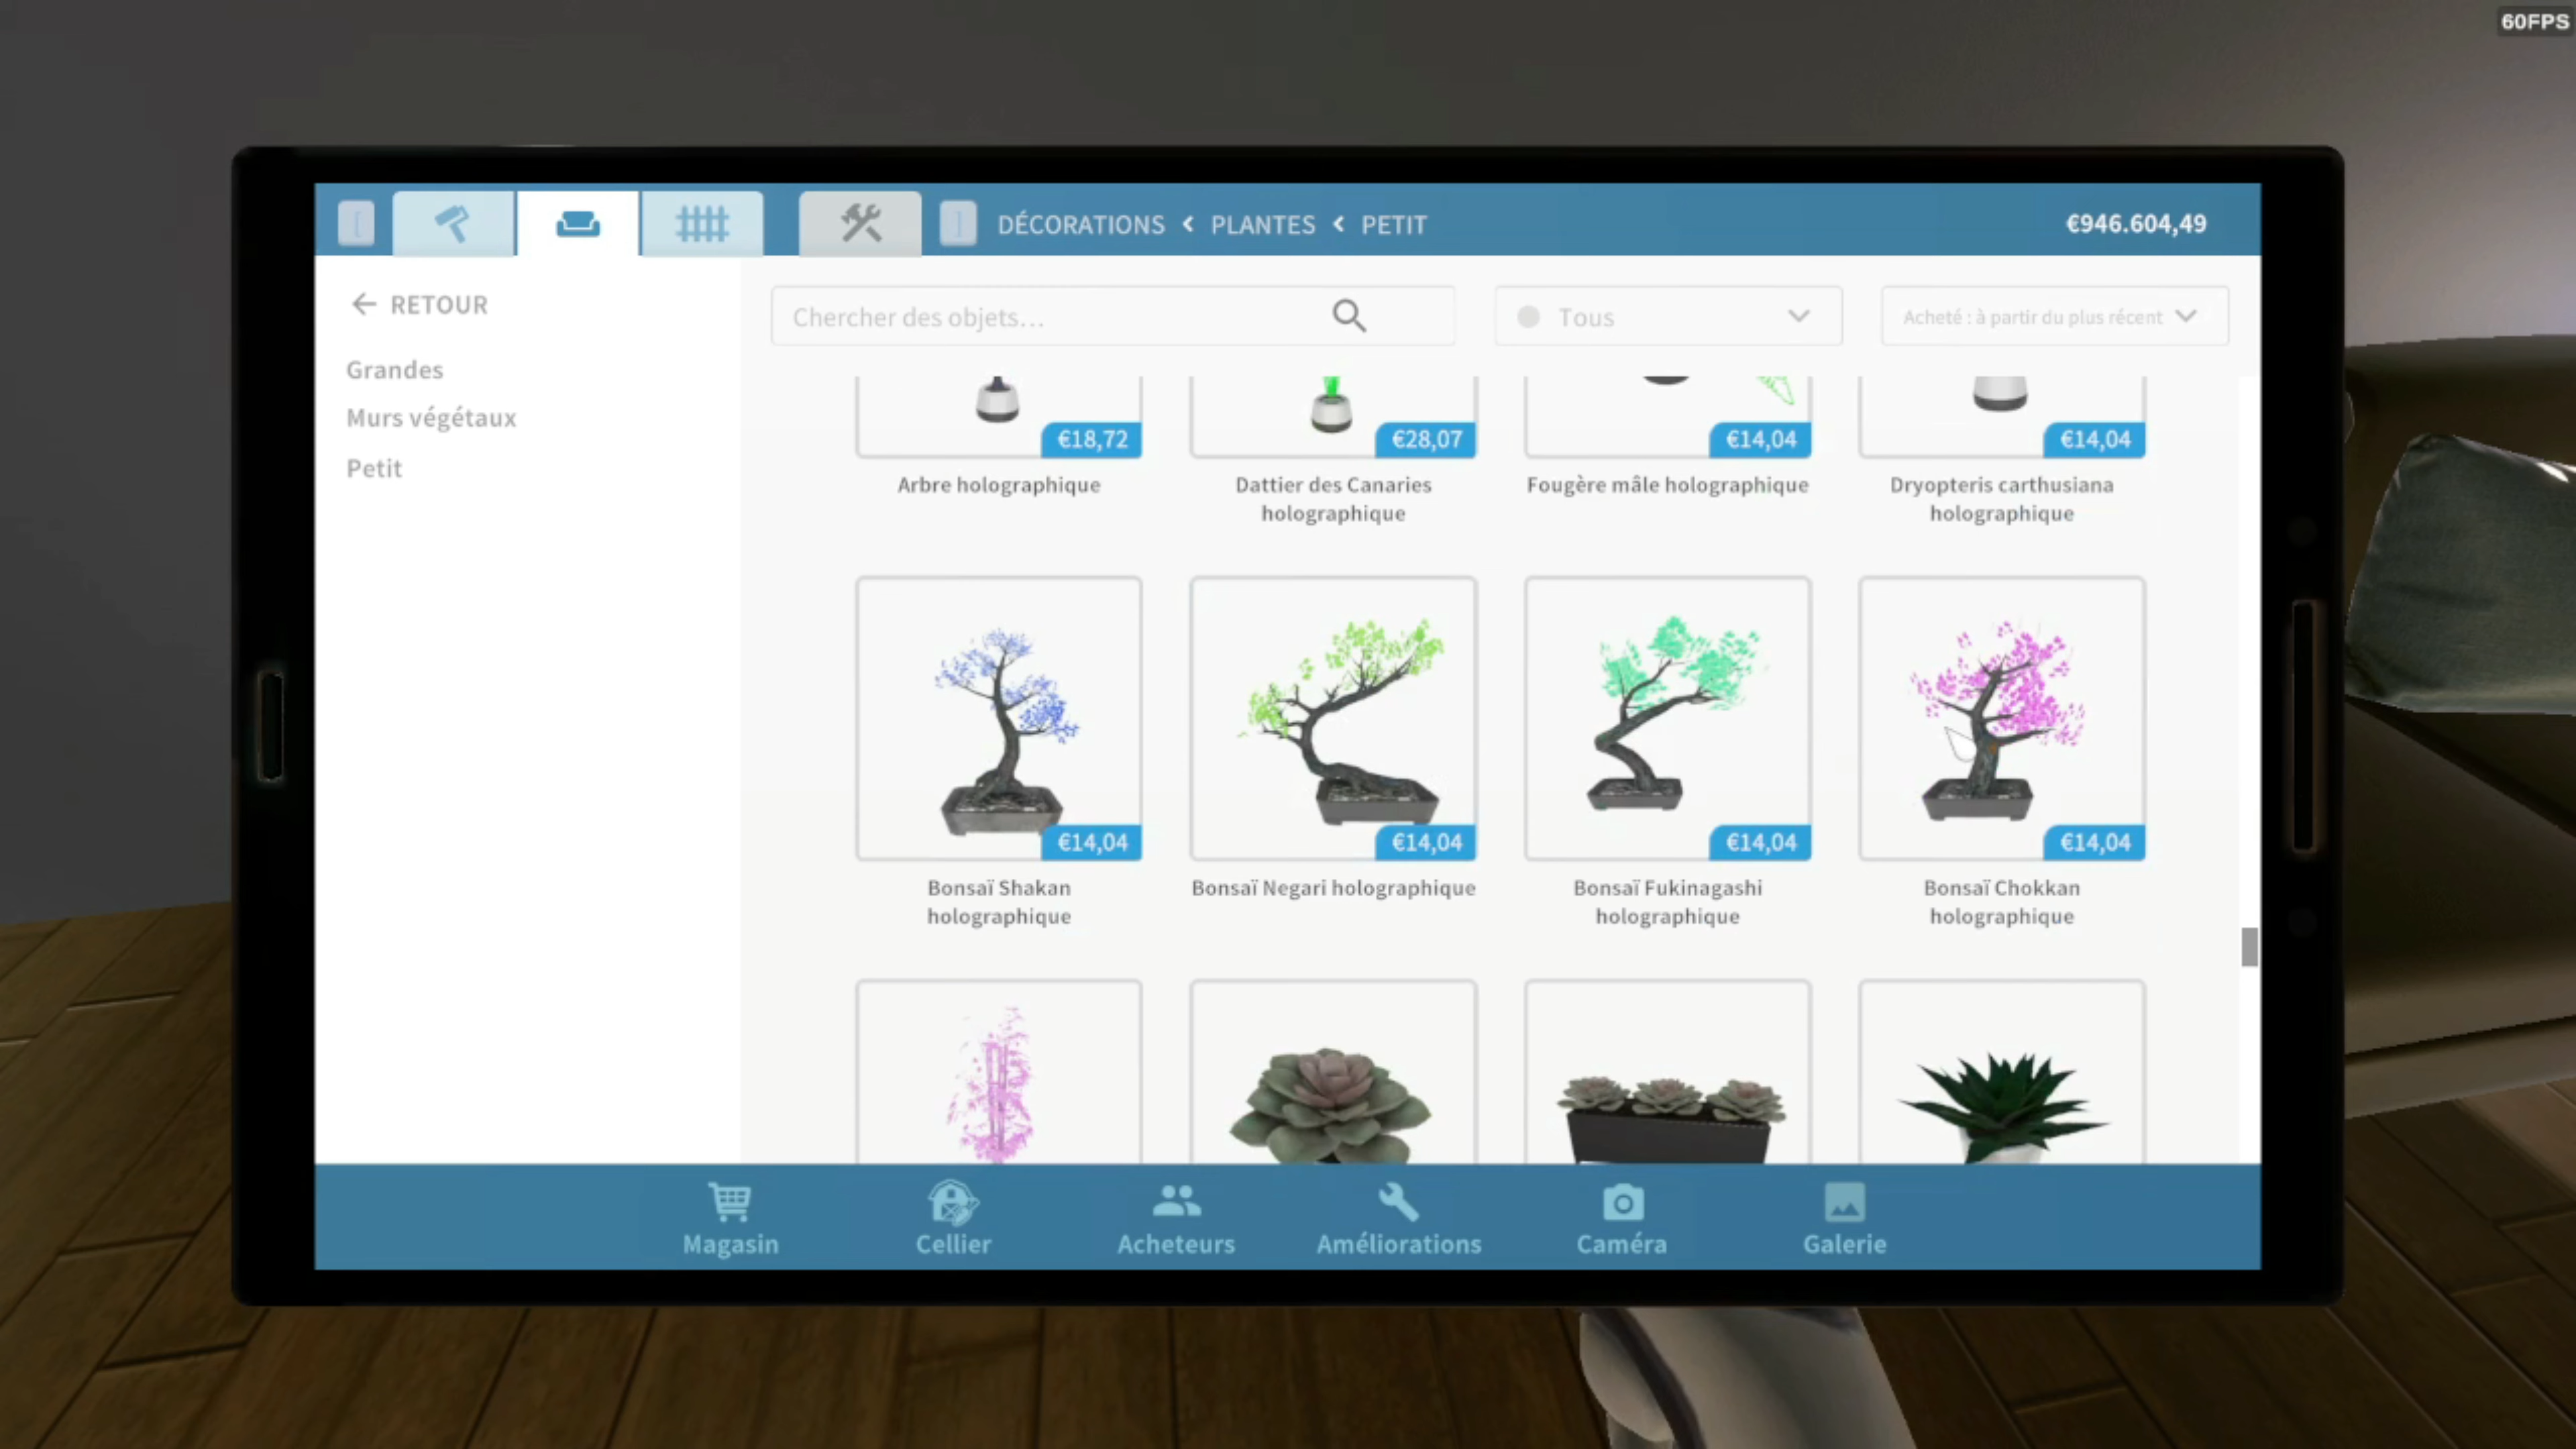 60FPS
[
]
DÉCORATIONS < PLANTES < PETIT
€946.604,49
RETOUR
Grandes
Murs végétaux
Petit
Chercher des objets...
Tous
Acheté : à partir du plus récent
€18,72
€28,07
€14,04
€14,04
Arbre holographique
Dattier des Canaries
holographique
Fougère mâle holographique
Dryopteris carthusiana
holographique
€14,04
€14,04
€14,04
€14,04
Bonsaï Shakan
holographique
Bonsaï Negari holographique
Bonsaï Fukinagashi
holographique
Bonsaï Chokkan
holographique
Magasin
Cellier
Acheteurs
Améliorations
Caméra
Galerie